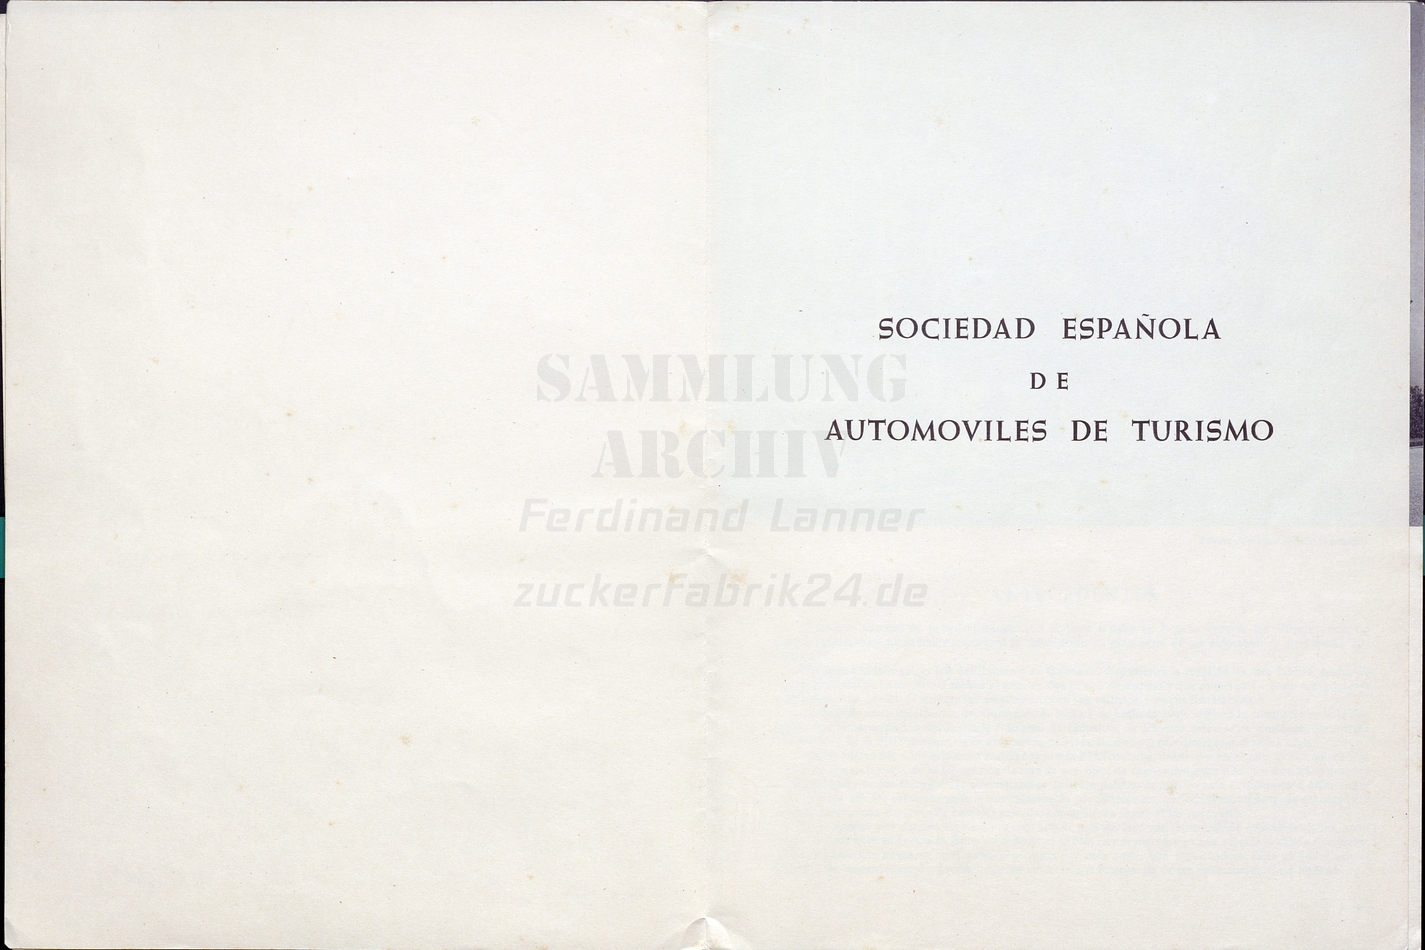 SOCIEDAD ESPAÑOLA
DE
AUTOMOVILES DE TURISMO
SAMMLUNG
ARCHIV
Ferdinand Lanner
zuckerfabrik24.de